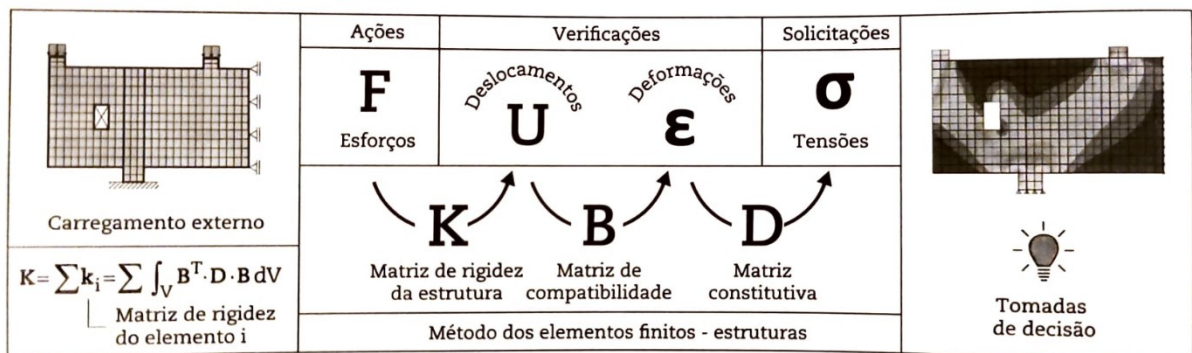 Carregamento externo
K=∑kᵢ=∑ ∫ᵥ Bᵀ·D·B dV
Matriz de rigidez
do elemento i
Ações
Verificações
Solicitações
F
Esforços
Deslocamentos
U
Deformações
ε
σ
Tensões
K
Matriz de rigidez
da estrutura
B
Matriz de
compatibilidade
D
Matriz
constitutiva
Método dos elementos finitos - estruturas
Tomadas
de decisão